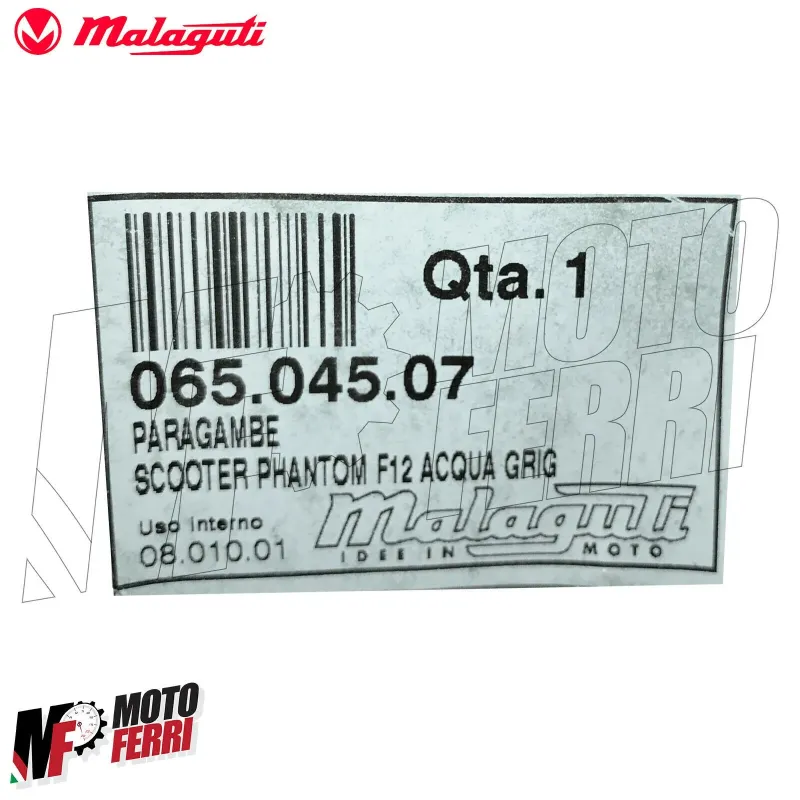 Malaguti
Qta. 1
065.045.07
PARAGAMBE
SCOOTER PHANTOM F12 ACQUA GRIG
Uso Interno
08.010.01
Malaguti
IDEE IN MOTO
MOTO
FERRI
MF MOTO
FERRI